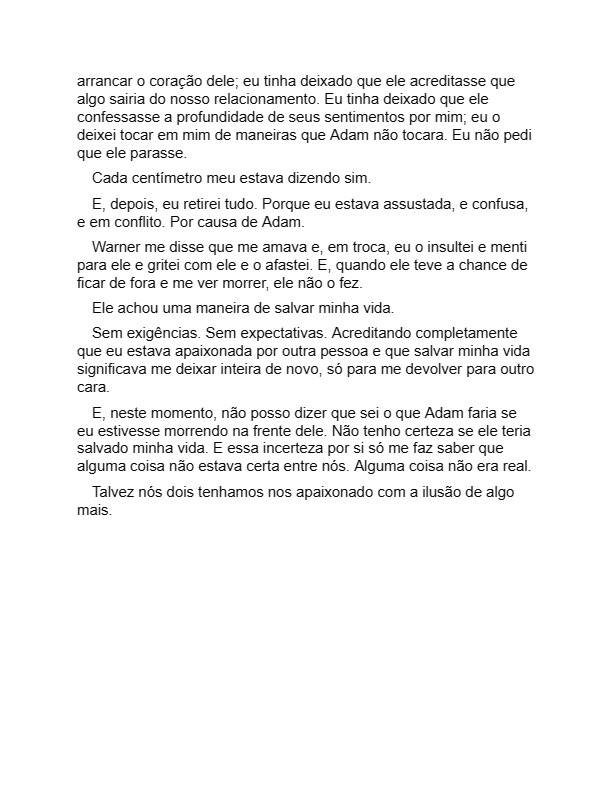 arrancar o coração dele; eu tinha deixado que ele acreditasse que
algo sairia do nosso relacionamento. Eu tinha deixado que ele
confessasse a profundidade de seus sentimentos por mim; eu o
deixei tocar em mim de maneiras que Adam não tocara. Eu não pedi
que ele parasse.
Cada centímetro meu estava dizendo sim.
E, depois, eu retirei tudo. Porque eu estava assustada, e confusa,
e em conflito. Por causa de Adam.
Warner me disse que me amava e, em troca, eu o insultei e menti
para ele e gritei com ele e o afastei. E, quando ele teve a chance de
ficar de fora e me ver morrer, ele não o fez.
Ele achou uma maneira de salvar minha vida.
Sem exigências. Sem expectativas. Acreditando completamente
que eu estava apaixonada por outra pessoa e que salvar minha vida
significava me deixar inteira de novo, só para me devolver para outro
cara.
E, neste momento, não posso dizer que sei o que Adam faria se
eu estivesse morrendo na frente dele. Não tenho certeza se ele teria
salvado minha vida. E essa incerteza por si só me faz saber que
alguma coisa não estava certa entre nós. Alguma coisa não era real.
Talvez nós dois tenhamos nos apaixonado com a ilusão de algo
mais.